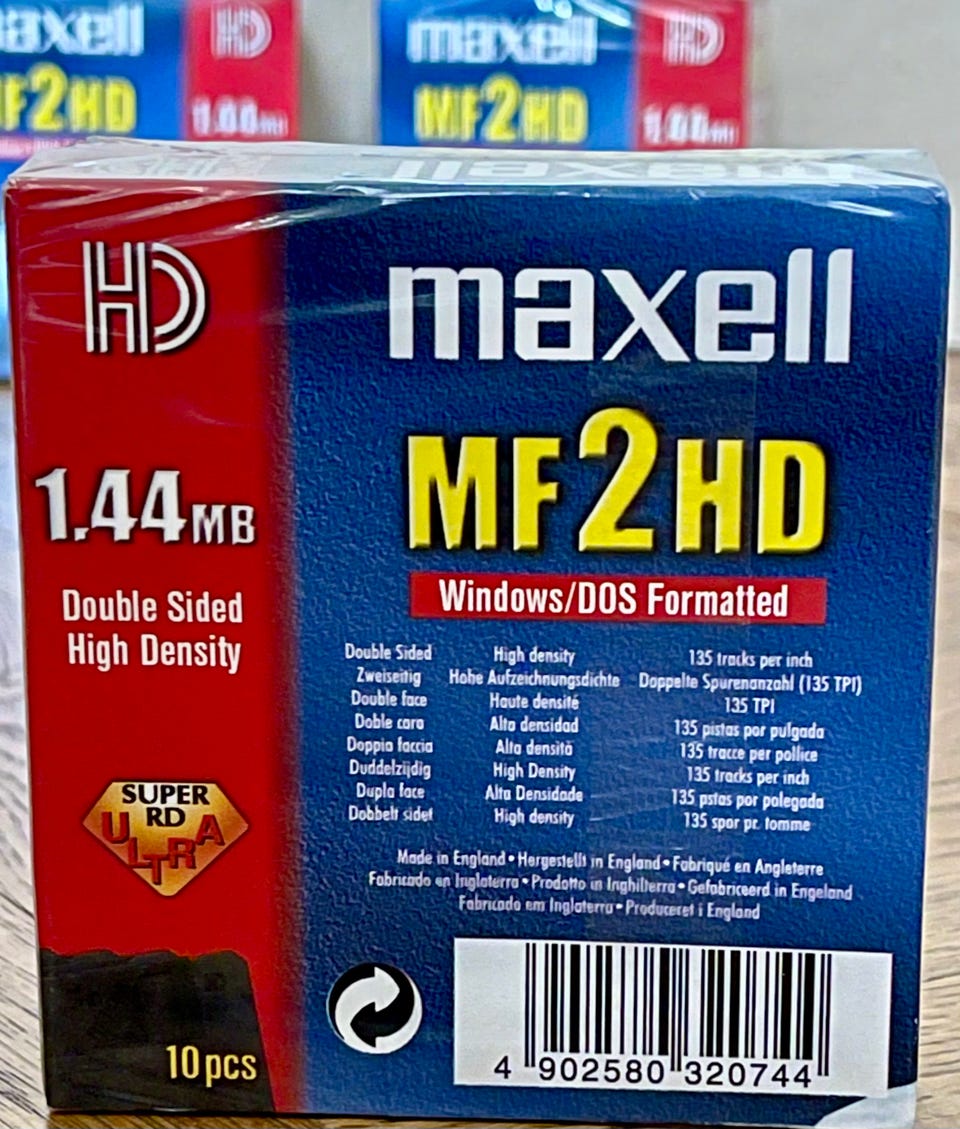 maxell
HD
MF2HD
1.44MB
maxell
HD
MF2HD
1.44MB
maxell
HD
maxell
1.44MB
MF2HD
Double Sided
High Density
Windows/DOS Formatted
Double Sided High density 135 tracks per inch
Zweiseitig Hohe Aufzeichnungsdichte Doppelte Spurenanzahl (135 TPI)
Double face Haute densité 135 TPI
Doble cara Alta densidad 135 pistas por pulgada
Doppia faccia Alta densità 135 tracce per pollice
Duddelzijdig High Density 135 tracks per inch
Dupla face Alta Densidade 135 pstas por polegada
Dobbelt sidet High density 135 spor pr. tomme
SUPER
RD
ULTRA
Made in England • Hergestellt in England • Fabriqué en Angleterre
Fabricado en Inglaterra • Prodotto in Inghilterra • Gefabriceerd in Engeland
Fabricado em Inglaterra • Produceret i England
10pcs
4 902580 320744